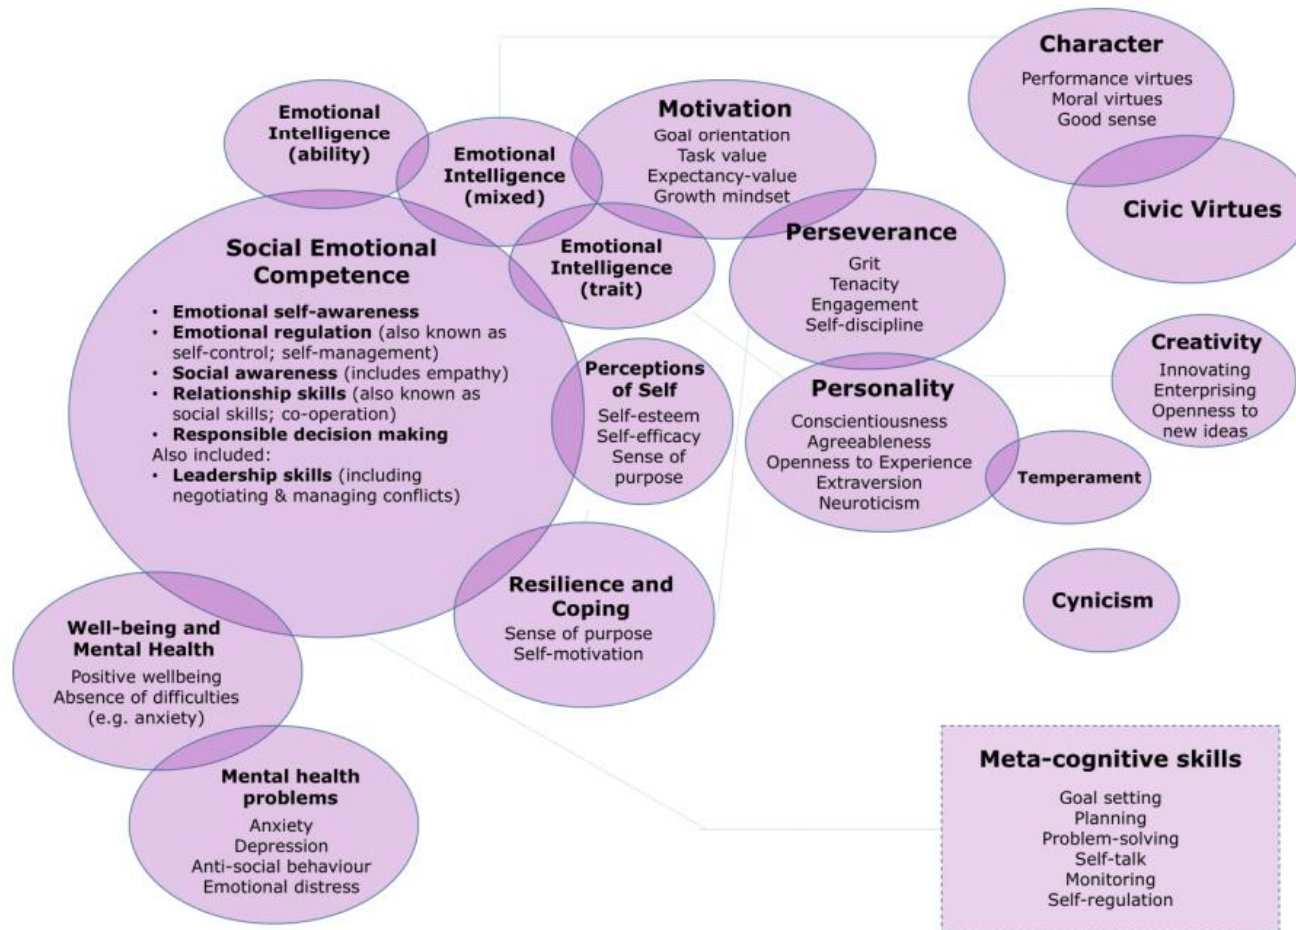 Character
Performance virtues
Moral virtues
Good sense
Civic Virtues
Emotional
Intelligence
(ability)
Emotional
Intelligence
(mixed)
Motivation
Goal orientation
Task value
Expectancy-value
Growth mindset
Emotional
Intelligence
(trait)
Perseverance
Grit
Tenacity
Engagement
Self-discipline
Social Emotional
Competence
• Emotional self-awareness
• Emotional regulation (also known as
self-control; self-management)
• Social awareness (includes empathy)
• Relationship skills (also known as
social skills; co-operation)
• Responsible decision making
Also included:
• Leadership skills (including
negotiating & managing conflicts)
Perceptions
of Self
Self-esteem
Self-efficacy
Sense of
purpose
Personality
Conscientiousness
Agreeableness
Openness to Experience
Extraversion
Neuroticism
Creativity
Innovating
Enterprising
Openness to
new ideas
Temperament
Cynicism
Resilience and
Coping
Sense of purpose
Self-motivation
Well-being and
Mental Health
Positive wellbeing
Absence of difficulties
(e.g. anxiety)
Mental health
problems
Anxiety
Depression
Anti-social behaviour
Emotional distress
Meta-cognitive skills
Goal setting
Planning
Problem-solving
Self-talk
Monitoring
Self-regulation